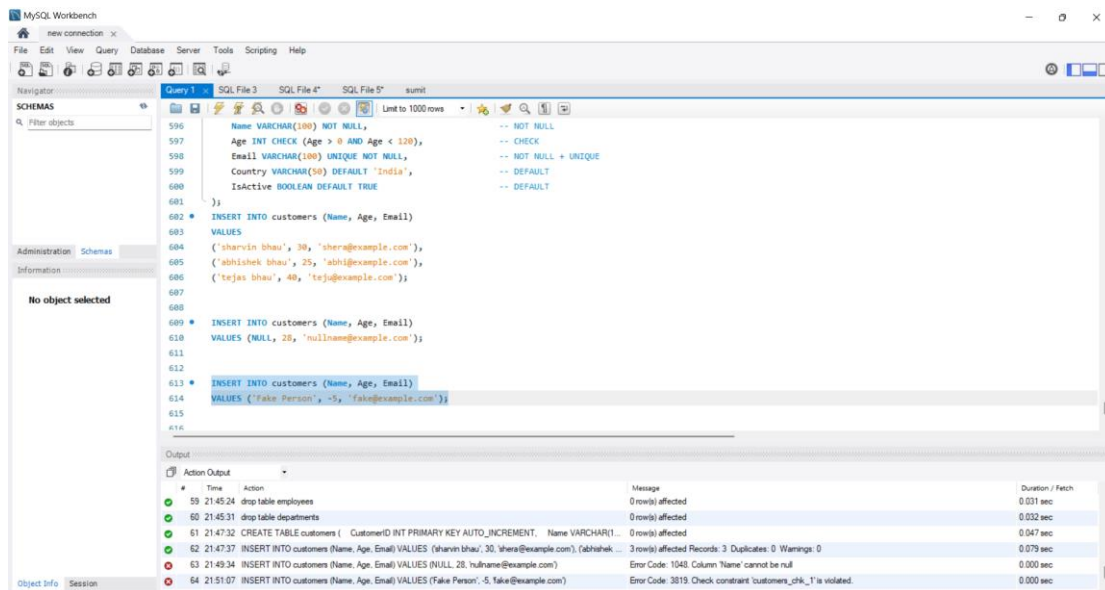 MySQL Workbench
new connection x
File Edit View Query Database Server Tools Scripting Help
Navigator
SCHEMAS
Filter objects
Administration Schemas
Information
No object selected
Object Info Session
Query 1 x SQL File 3 SQL File 4* SQL File 5* sumit
Limit to 1000 rows
596 Name VARCHAR(100) NOT NULL, -- NOT NULL
597 Age INT CHECK (Age > 0 AND Age < 120), -- CHECK
598 Email VARCHAR(100) UNIQUE NOT NULL, -- NOT NULL + UNIQUE
599 Country VARCHAR(50) DEFAULT 'India', -- DEFAULT
600 IsActive BOOLEAN DEFAULT TRUE -- DEFAULT
601 );
602 INSERT INTO customers (Name, Age, Email)
603 VALUES
604 ('sharvin bhau', 30, 'shera@example.com'),
605 ('abhishek bhau', 25, 'abhi@example.com'),
606 ('tejas bhau', 40, 'teju@example.com');
607
608
609 INSERT INTO customers (Name, Age, Email)
610 VALUES (NULL, 28, 'nullname@example.com');
611
612
613 INSERT INTO customers (Name, Age, Email)
614 VALUES ('Fake Person', -5, 'fake@example.com');
615
616
Output
Action Output
# Time Action Message Duration / Fetch
59 21:45:24 drop table employees 0 row(s) affected 0.031 sec
60 21:45:31 drop table departments 0 row(s) affected 0.032 sec
61 21:47:32 CREATE TABLE customers ( CustomerID INT PRIMARY KEY AUTO_INCREMENT, Name VARCHAR(1... 0 row(s) affected 0.047 sec
62 21:47:37 INSERT INTO customers (Name, Age, Email) VALUES ('sharvin bhau', 30, 'shera@example.com'), ('abhishek ... 3 row(s) affected Records: 3 Duplicates: 0 Warnings: 0 0.079 sec
63 21:49:34 INSERT INTO customers (Name, Age, Email) VALUES (NULL, 28, 'nullname@example.com') Error Code: 1048. Column 'Name' cannot be null 0.000 sec
64 21:51:07 INSERT INTO customers (Name, Age, Email) VALUES ('Fake Person', -5, 'fake@example.com') Error Code: 3819. Check constraint 'customers_chk_1' is violated. 0.000 sec